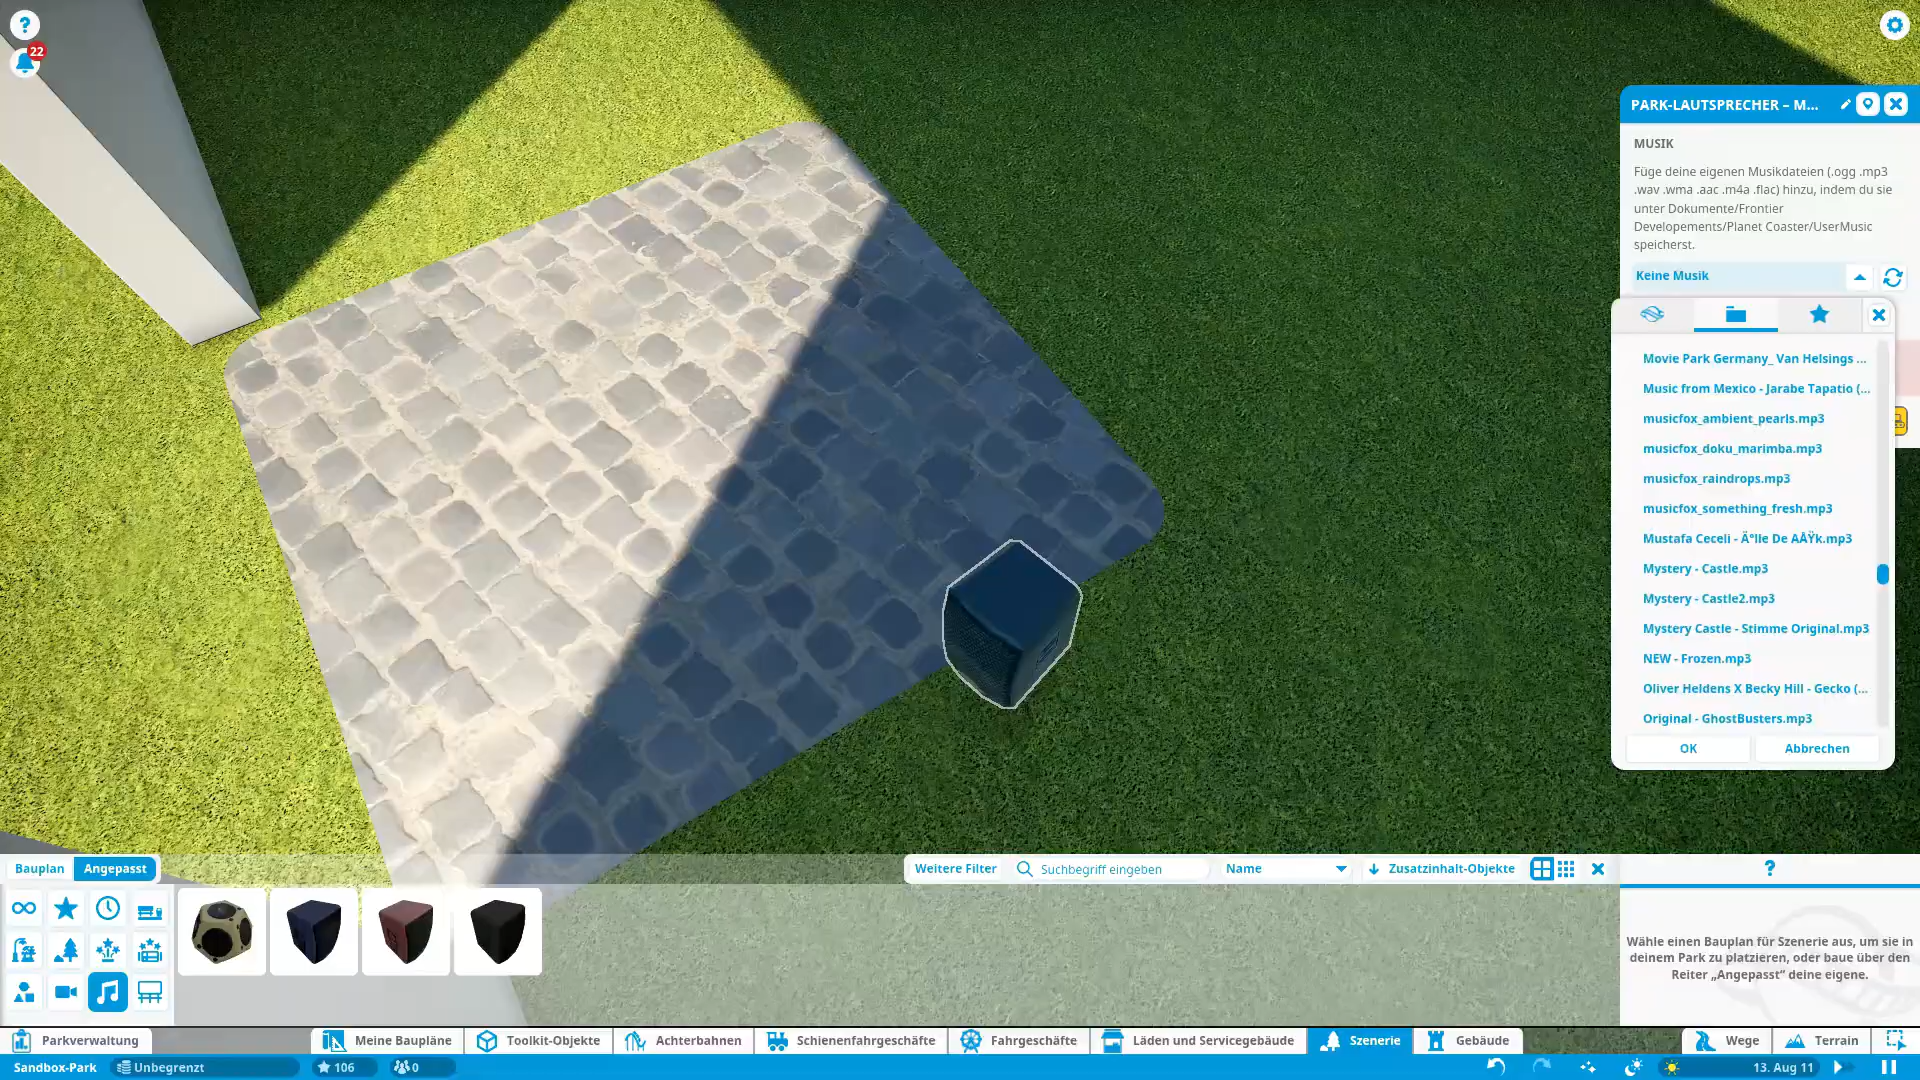 ?
22
PARK-LAUTSPRECHER – M...
MUSIK
Füge deine eigenen Musikdateien (.ogg .mp3
.wav .wma .aac .m4a .flac) hinzu, indem du sie
unter Dokumente/Frontier
Developements/Planet Coaster/UserMusic
speicherst.
Keine Musik
Movie Park Germany_ Van Helsings ...
Music from Mexico - Jarabe Tapatio (...
musicfox_ambient_pearls.mp3
musicfox_doku_marimba.mp3
musicfox_raindrops.mp3
musicfox_something_fresh.mp3
Mustafa Ceceli - Ä°lle De AÅŸk.mp3
Mystery - Castle.mp3
Mystery - Castle2.mp3
Mystery Castle - Stimme Original.mp3
NEW - Frozen.mp3
Oliver Heldens X Becky Hill - Gecko (...
Original - GhostBusters.mp3
OK Abbrechen
Bauplan Angepasst
Weitere Filter Suchbegriff eingeben Name Zusatzinhalt-Objekte
?
Wähle einen Bauplan für Szenerie aus, um sie in
deinem Park zu platzieren, oder baue über den
Reiter „Angepasst“ deine eigene.
Parkverwaltung Meine Baupläne Toolkit-Objekte Achterbahnen Schienenfahrgeschäfte Fahrgeschäfte Läden und Servicegebäude Szenerie Gebäude Wege Terrain
Sandbox-Park Unbegrenzt 106 0 13. Aug 11